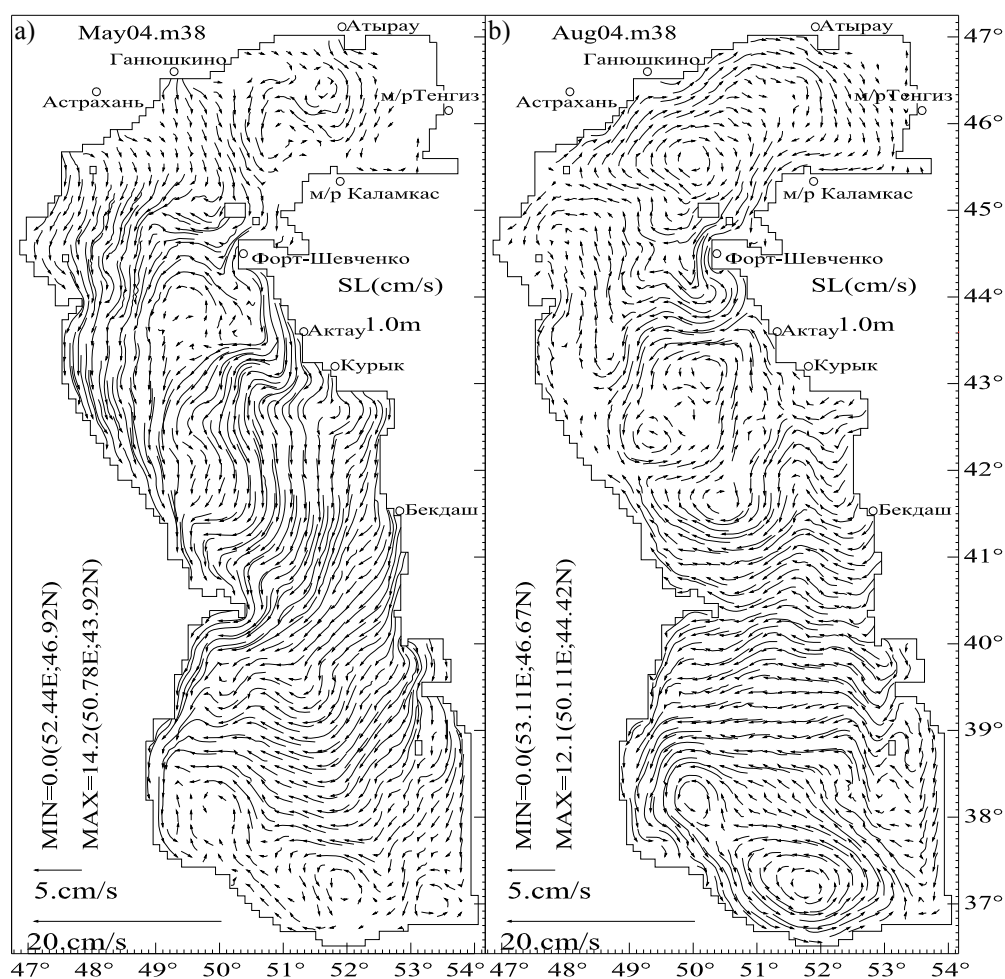 a)
May04.m38
Атырау
Ганюшкино
Астрахань
м/рТенгиз
м/р Каламкас
Форт-Шевченко
SL(cm/s)
Актау
1.0m
Курык
Бекдаш
MIN=0.0(52.44E;46.92N)
MAX=14.2(50.78E;43.92N)
5.cm/s
20.cm/s
47° 48° 49° 50° 51° 52° 53° 54°
b)
Aug04.m38
Атырау
Ганюшкино
Астрахань
м/рТенгиз
м/р Каламкас
Форт-Шевченко
SL(cm/s)
Актау
1.0m
Курык
Бекдаш
MIN=0.0(53.11E;46.67N)
MAX=12.1(50.11E;44.42N)
5.cm/s
20.cm/s
47°
46°
45°
44°
43°
42°
41°
40°
39°
38°
37°
47° 48° 49° 50° 51° 52° 53° 54°